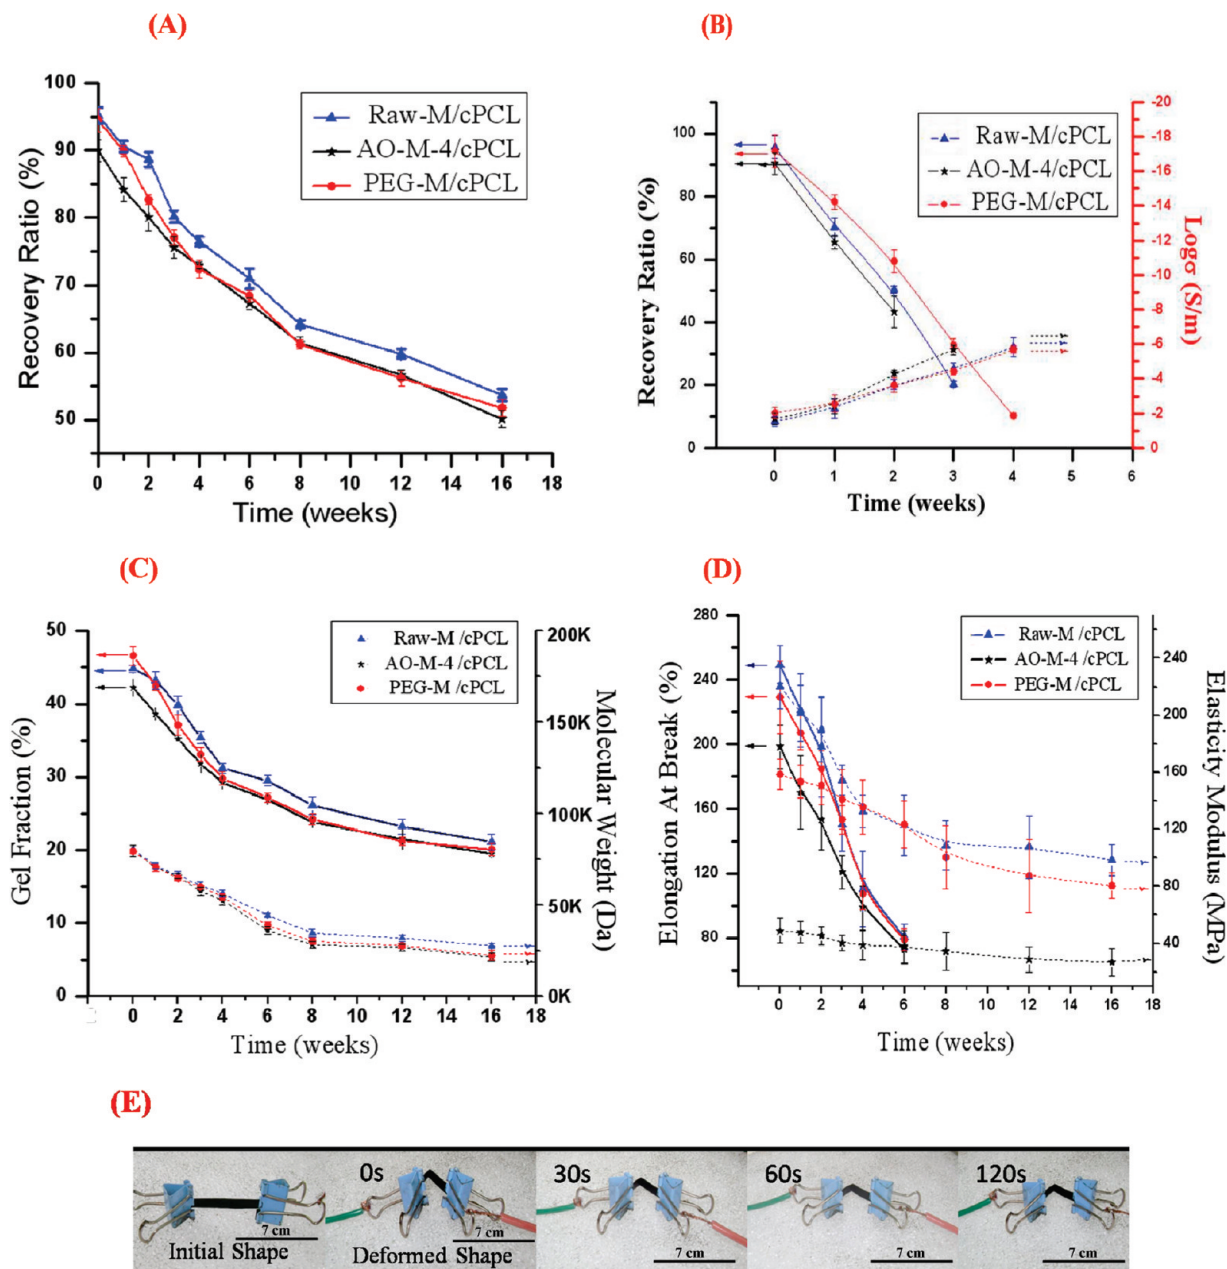 (A)
100
90
80
70
60
50
Recovery Ratio (%)
Raw-M/cPCL
AO-M-4/cPCL
PEG-M/cPCL
0 2 4 6 8 10 12 14 16 18
Time (weeks)
(B)
100
80
60
40
20
0
Recovery Ratio (%)
Raw-M/cPCL
AO-M-4/cPCL
PEG-M/cPCL
-20
-18
-16
-14
-12
-10
-8
-6
-4
-2
0
Logσ (S/m)
0 1 2 3 4 5 6
Time (weeks)
(C)
50
40
30
20
10
0
Gel Fraction (%)
Raw-M /cPCL
AO-M-4 /cPCL
PEG-M /cPCL
200K
150K
100K
50K
0K
Molecular Weight (Da)
0 2 4 6 8 10 12 14 16 18
Time (weeks)
(D)
280
240
200
160
120
80
Elongation At Break (%)
Raw-M /cPCL
AO-M-4 /cPCL
PEG-M /cPCL
240
200
160
120
80
40
Elasticity Modulus (MPa)
0 2 4 6 8 10 12 14 16 18
Time (weeks)
(E)
7 cm
Initial Shape
0s
7 cm
Deformed Shape
30s
7 cm
60s
7 cm
120s
7 cm